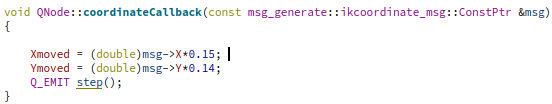 void QNode::coordinateCallback(const msg_generate::ikcoordinate_msg::ConstPtr &msg)
{
Xmoved = (double)msg->X*0.15;
Ymoved = (double)msg->Y*0.14;
Q_EMIT step();
}